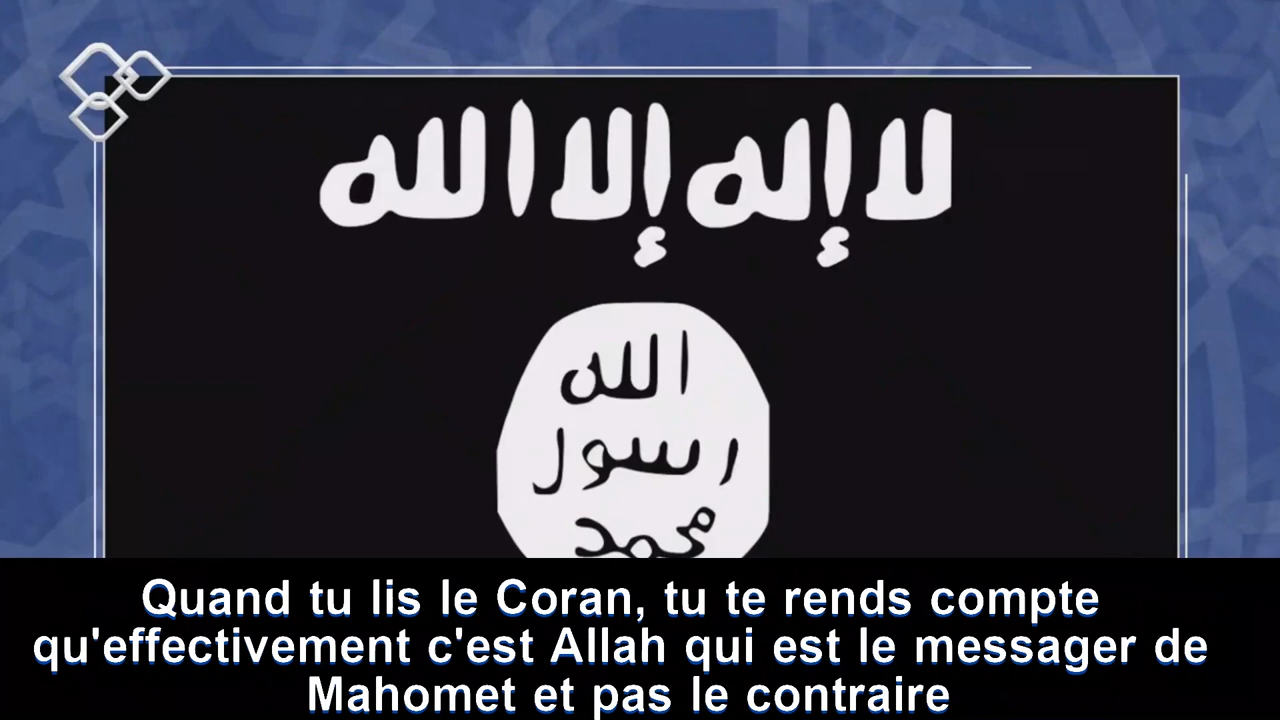 لا إله إلا الله
الله
رسول
محمد
Quand tu lis le Coran, tu te rends compte
qu'effectivement c'est Allah qui est le messager de
Mahomet et pas le contraire